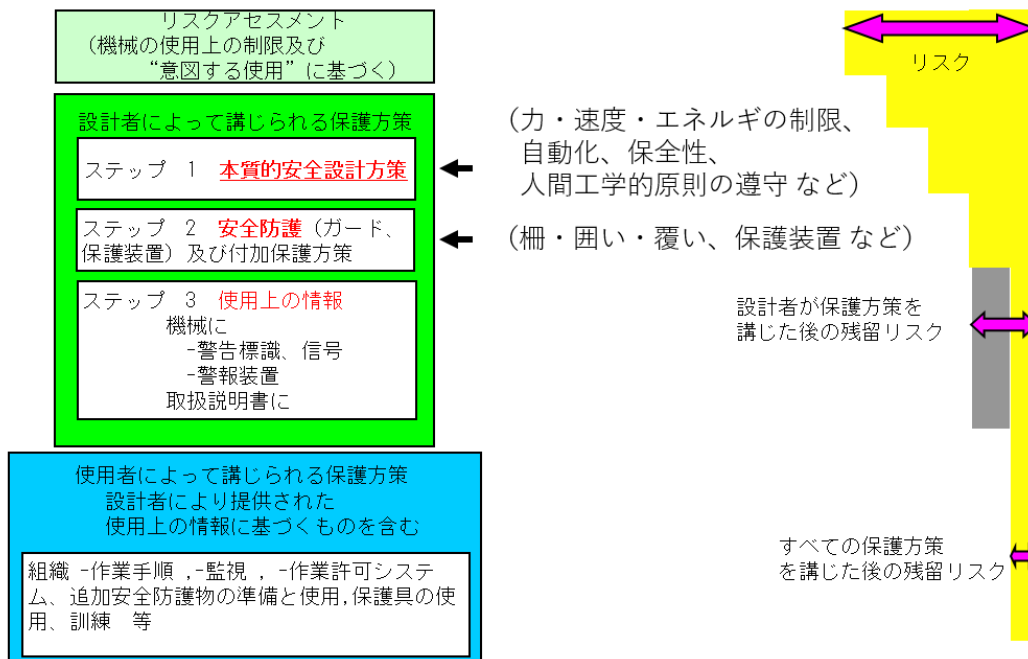 リスクアセスメント
(機械の使用上の制限及び
“意図する使用”に基づく)
リスク
設計者によって講じられる保護方策
ステップ 1 本質的安全設計方策
(力・速度・エネルギの制限、
自動化、保全性、
人間工学的原則の遵守 など)
ステップ 2 安全防護(ガード、
保護装置)及び付加保護方策
(柵・囲い・覆い、保護装置 など)
ステップ 3 使用上の情報
機械に
-警告標識、信号
-警報装置
取扱説明書に
設計者が保護方策を
講じた後の残留リスク
使用者によって講じられる保護方策
設計者により提供された
使用上の情報に基づくものを含む
組織 -作業手順 ,-監視 , -作業許可システ
ム、追加安全防護物の準備と使用,保護具の使
用、訓練 等
すべての保護方策
を講じた後の残留リスク